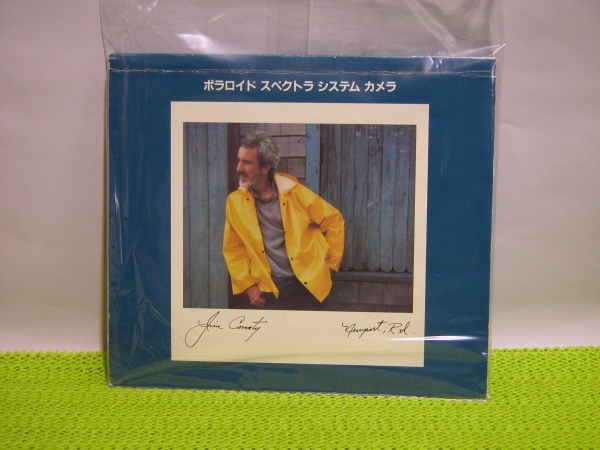 ポラロイド スペクトラ システム カメラ
Jim Conaty
Newport, R.I.